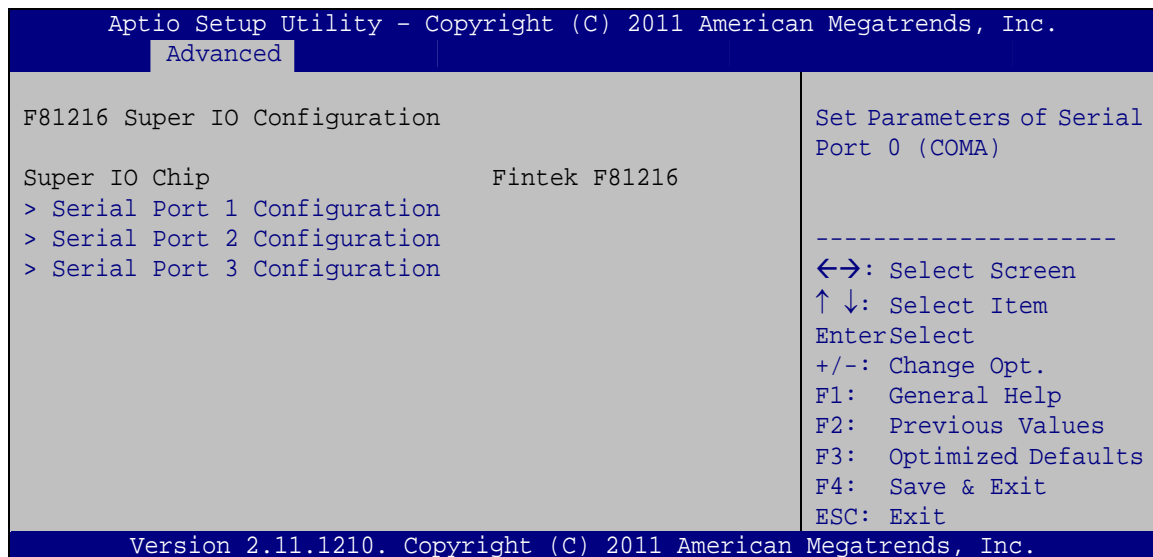 Aptio Setup Utility – Copyright (C) 2011 American Megatrends, Inc.
Advanced
F81216 Super IO Configuration
Super IO Chip Fintek F81216
> Serial Port 1 Configuration
> Serial Port 2 Configuration
> Serial Port 3 Configuration
Set Parameters of Serial
Port 0 (COMA)
---------------------
←→: Select Screen
↑ ↓: Select Item
EnterSelect
+/-: Change Opt.
F1: General Help
F2: Previous Values
F3: Optimized Defaults
F4: Save & Exit
ESC: Exit
Version 2.11.1210. Copyright (C) 2011 American Megatrends, Inc.